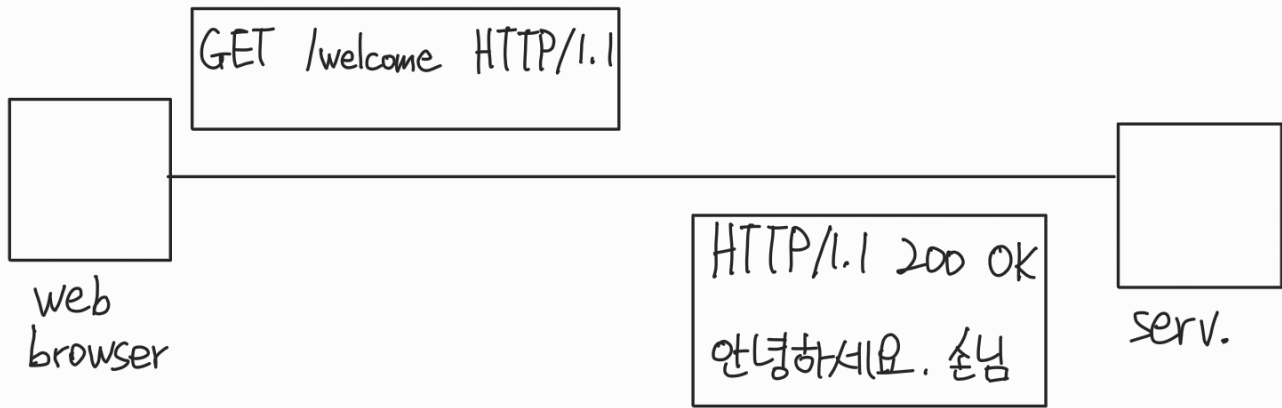 GET /welcome HTTP/1.1
web
browser
HTTP/1.1 200 OK
안녕하세요. 손님
serv.